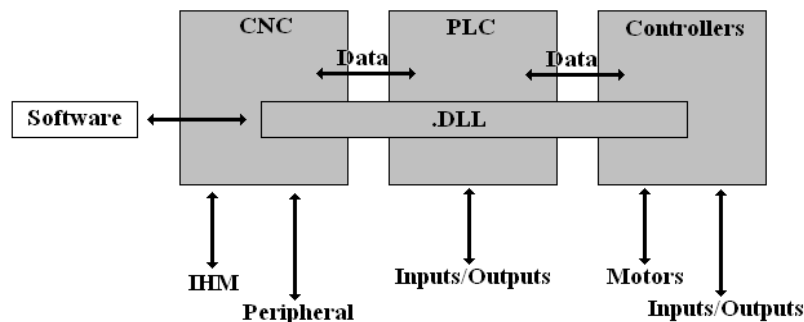 CNC
PLC
Controllers
Data
Data
Software
.DLL
IHM
Peripheral
Inputs/Outputs
Motors
Inputs/Outputs